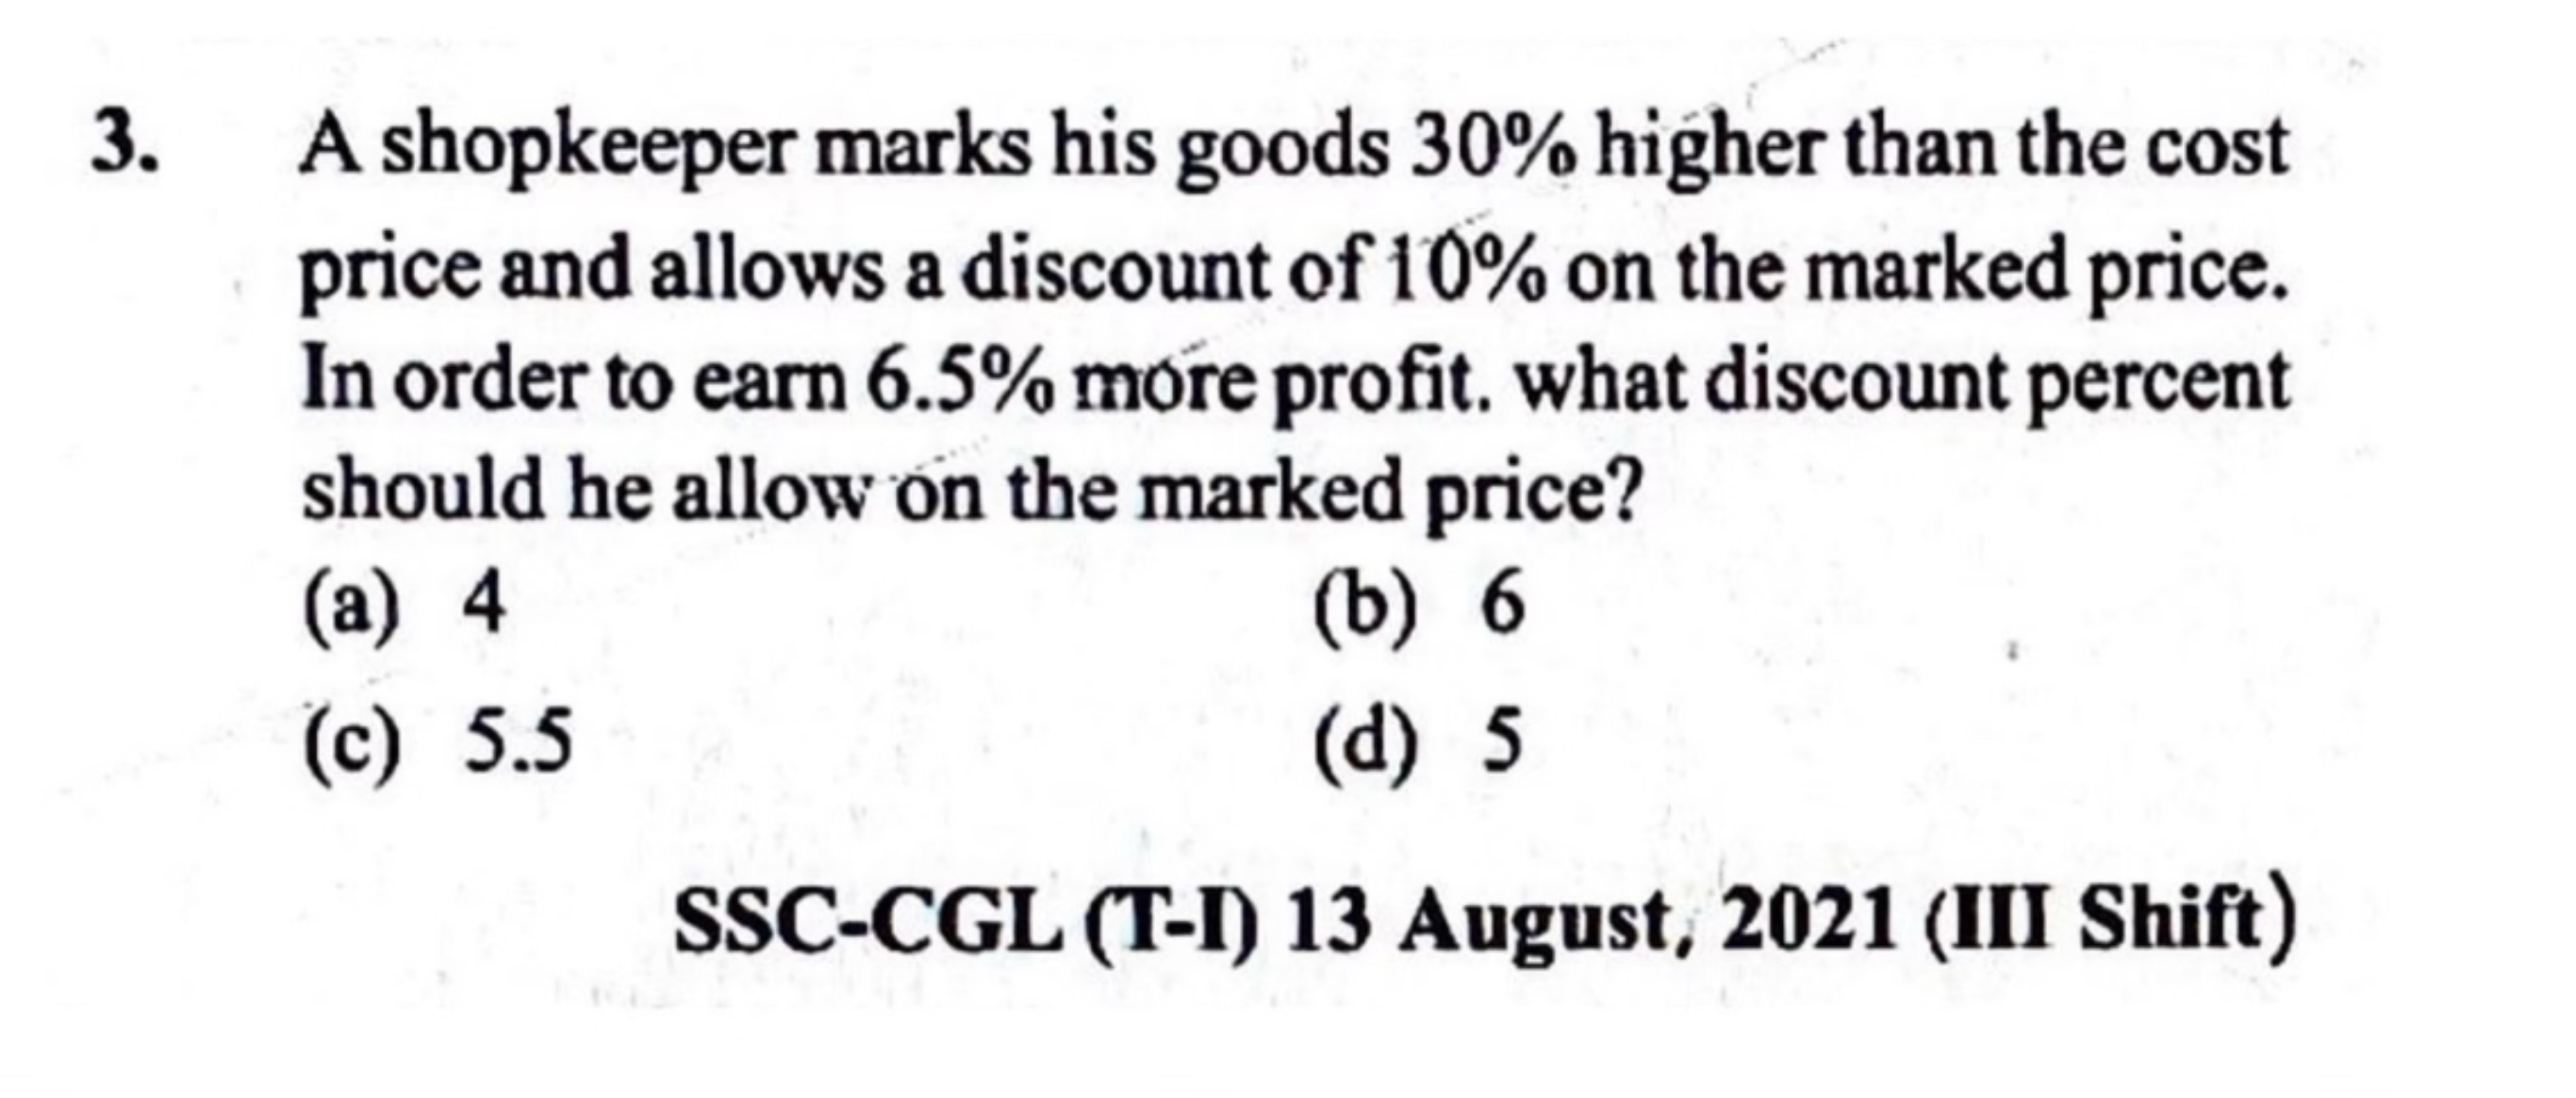 3. A shopkeeper marks his goods 30% higher than the cost
price and allows a discount of 10% on the marked price.
In order to earn 6.5% more profit. what discount percent
should he allow on the marked price?
(a) 4 (b) 6
(c) 5.5 (d) 5
SSC-CGL (T-I) 13 August, 2021 (III Shift)